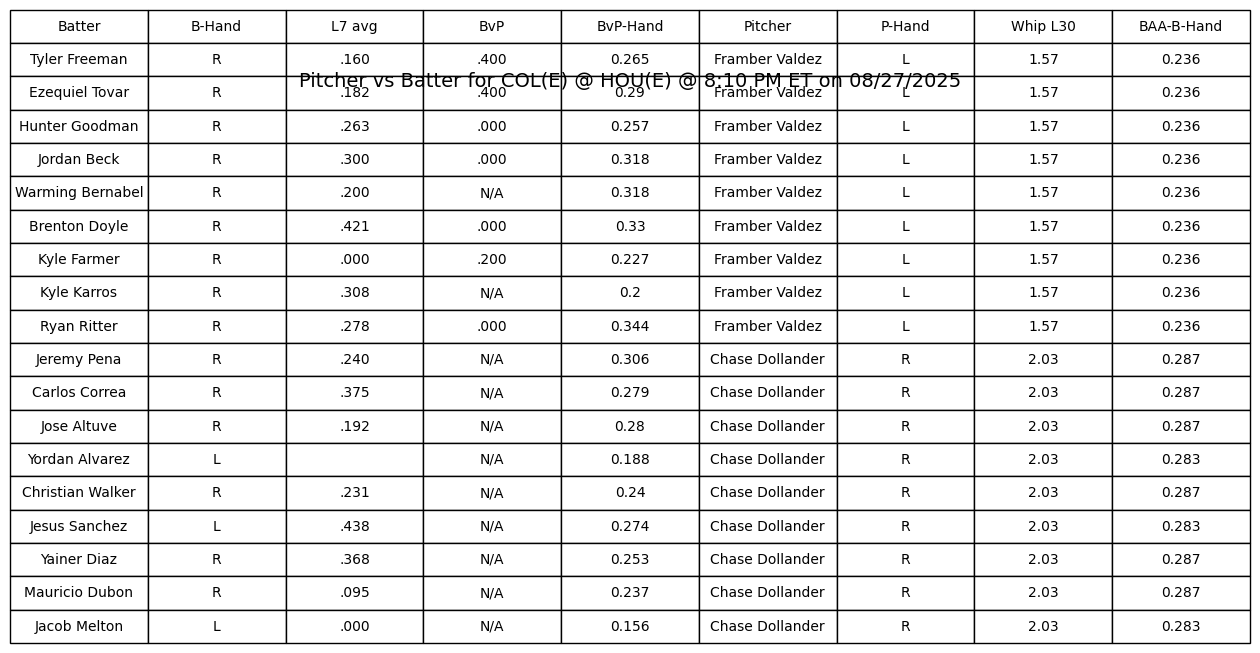 Batter B-Hand L7 avg BvP BvP-Hand Pitcher P-Hand Whip L30 BAA-B-Hand
Tyler Freeman R .160 .400 0.265 Framber Valdez L 1.57 0.236
Pitcher vs Batter for COL(E) @ HOU(E) @ 8:10 PM ET on 08/27/2025
Ezequiel Tovar R .182 .400 0.29 Framber Valdez L 1.57 0.236
Hunter Goodman R .263 .000 0.257 Framber Valdez L 1.57 0.236
Jordan Beck R .300 .000 0.318 Framber Valdez L 1.57 0.236
Warming Bernabel R .200 N/A 0.318 Framber Valdez L 1.57 0.236
Brenton Doyle R .421 .000 0.33 Framber Valdez L 1.57 0.236
Kyle Farmer R .000 .200 0.227 Framber Valdez L 1.57 0.236
Kyle Karros R .308 N/A 0.2 Framber Valdez L 1.57 0.236
Ryan Ritter R .278 .000 0.344 Framber Valdez L 1.57 0.236
Jeremy Pena R .240 N/A 0.306 Chase Dollander R 2.03 0.287
Carlos Correa R .375 N/A 0.279 Chase Dollander R 2.03 0.287
Jose Altuve R .192 N/A 0.28 Chase Dollander R 2.03 0.287
Yordan Alvarez L N/A 0.188 Chase Dollander R 2.03 0.283
Christian Walker R .231 N/A 0.24 Chase Dollander R 2.03 0.287
Jesus Sanchez L .438 N/A 0.274 Chase Dollander R 2.03 0.283
Yainer Diaz R .368 N/A 0.253 Chase Dollander R 2.03 0.287
Mauricio Dubon R .095 N/A 0.237 Chase Dollander R 2.03 0.287
Jacob Melton L .000 N/A 0.156 Chase Dollander R 2.03 0.283